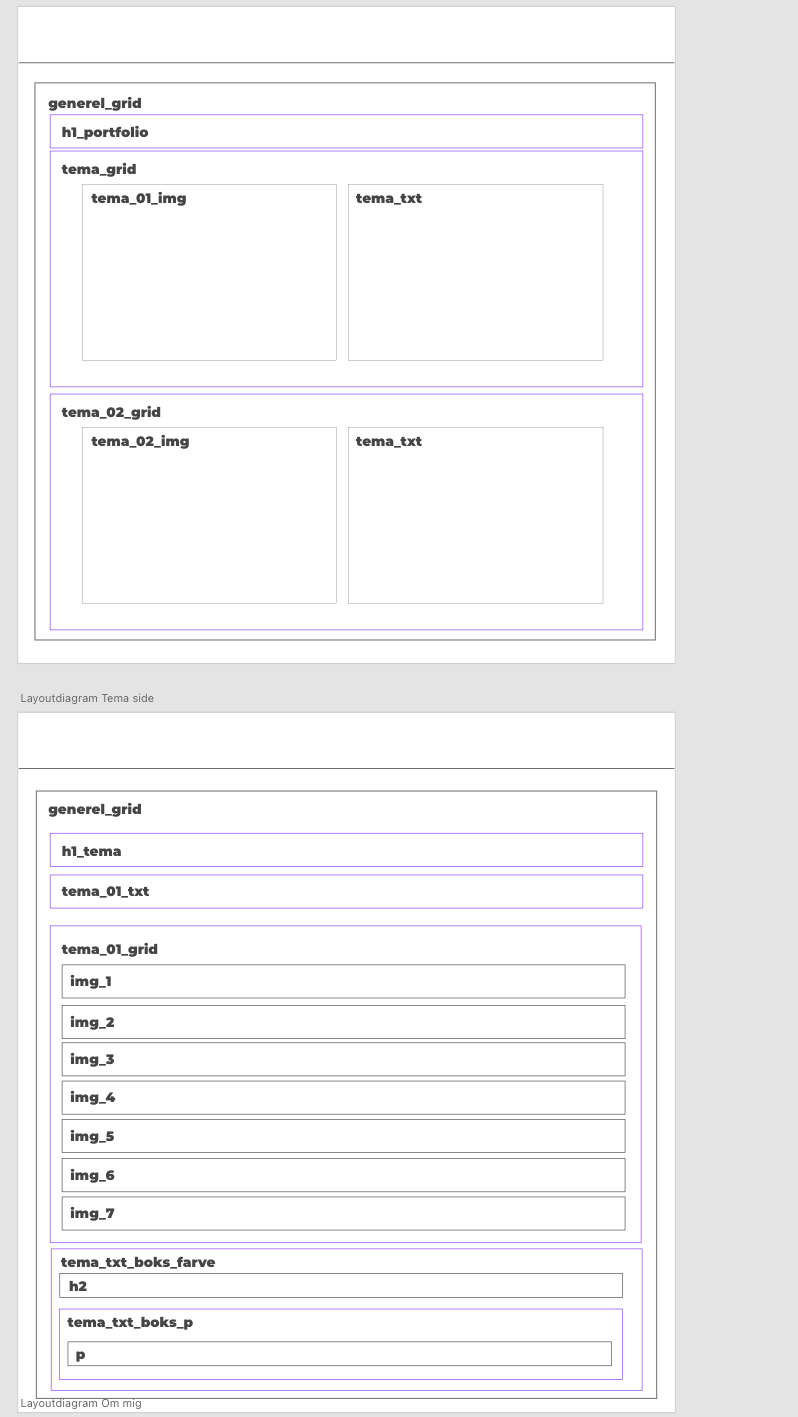 generel_grid
h1_portfolio
tema_grid
tema_01_img
tema_txt
tema_02_grid
tema_02_img
tema_txt
Layoutdiagram Tema side
generel_grid
h1_tema
tema_01_txt
tema_01_grid
img_1
img_2
img_3
img_4
img_5
img_6
img_7
tema_txt_boks_farve
h2
tema_txt_boks_p
p
Layoutdiagram Om mig